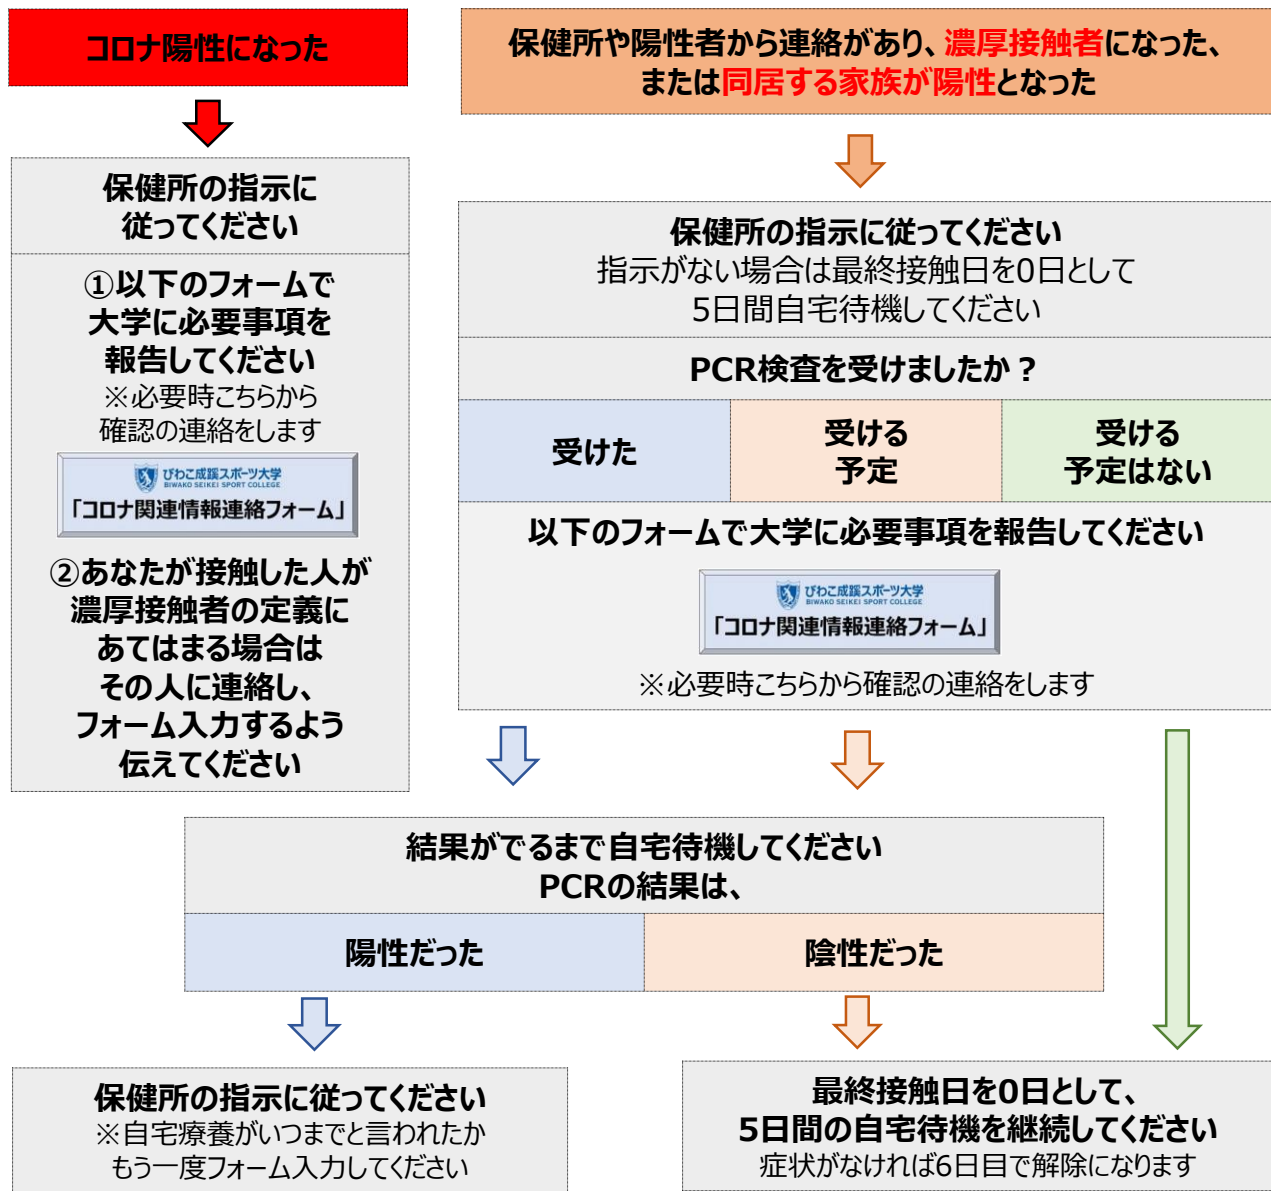 コロナ陽性になった
保健所の指示に
従ってください
①以下のフォームで
大学に必要事項を
報告してください
※必要時こちらから
確認の連絡をします
びわこ成蹊スポーツ大学
BIWAKO SEIKEI SPORT COLLEGE
「コロナ関連情報連絡フォーム」
②あなたが接触した人が
濃厚接触者の定義に
あてはまる場合は
その人に連絡し、
フォーム入力するよう
伝えてください
保健所や陽性者から連絡があり、濃厚接触者になった、
または同居する家族が陽性となった
保健所の指示に従ってください
指示がない場合は最終接触日を0日として
5日間自宅待機してください
PCR検査を受けましたか？
受けた
受ける
予定
受ける
予定はない
以下のフォームで大学に必要事項を報告してください
びわこ成蹊スポーツ大学
BIWAKO SEIKEI SPORT COLLEGE
「コロナ関連情報連絡フォーム」
※必要時こちらから確認の連絡をします
結果がでるまで自宅待機してください
PCRの結果は、
陽性だった
陰性だった
保健所の指示に従ってください
※自宅療養がいつまでと言われたか
もう一度フォーム入力してください
最終接触日を0日として、
5日間の自宅待機を継続してください
症状がなければ6日目で解除になります